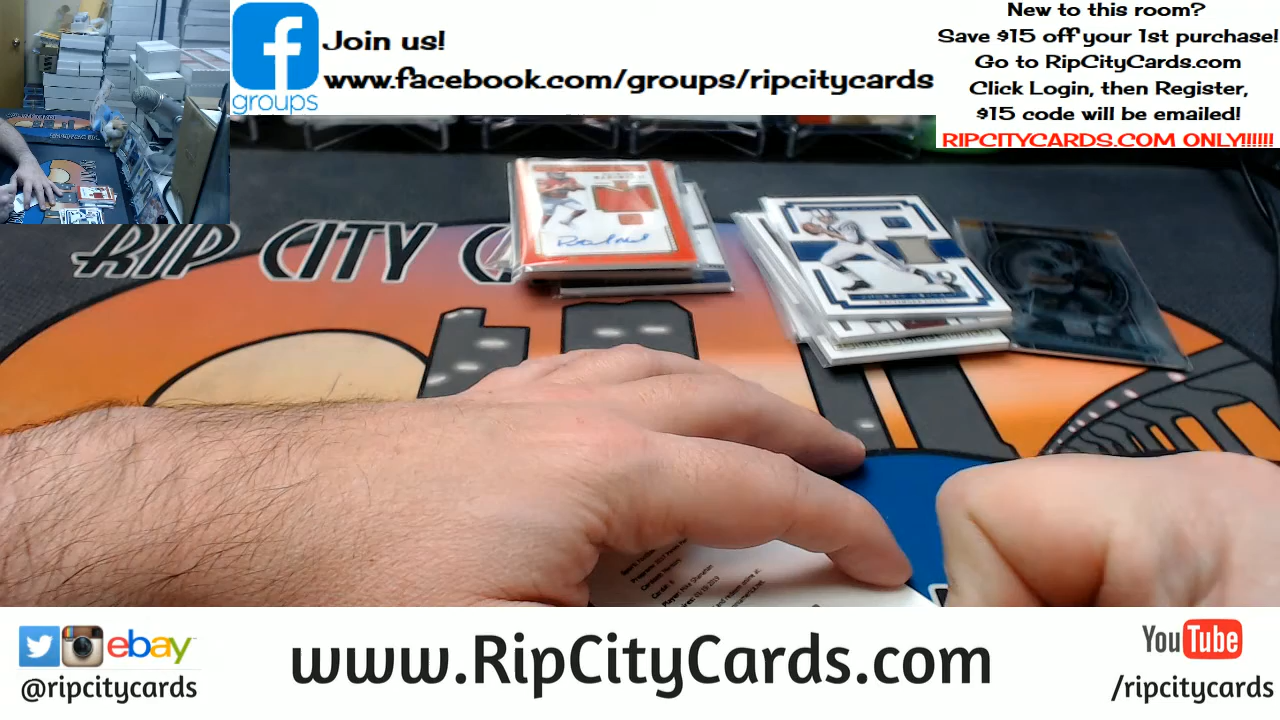 Join us!
www.facebook.com/groups/ripcitycards
groups
New to this room?
Save $15 off your 1st purchase!
Go to RipCityCards.com
Click Login, then Register,
$15 code will be emailed!
RIPCITYCARDS.COM ONLY!!!!!!
RIP CITY
19
ebay
@ripcitycards
www.RipCityCards.com
YouTube
/ripcitycards